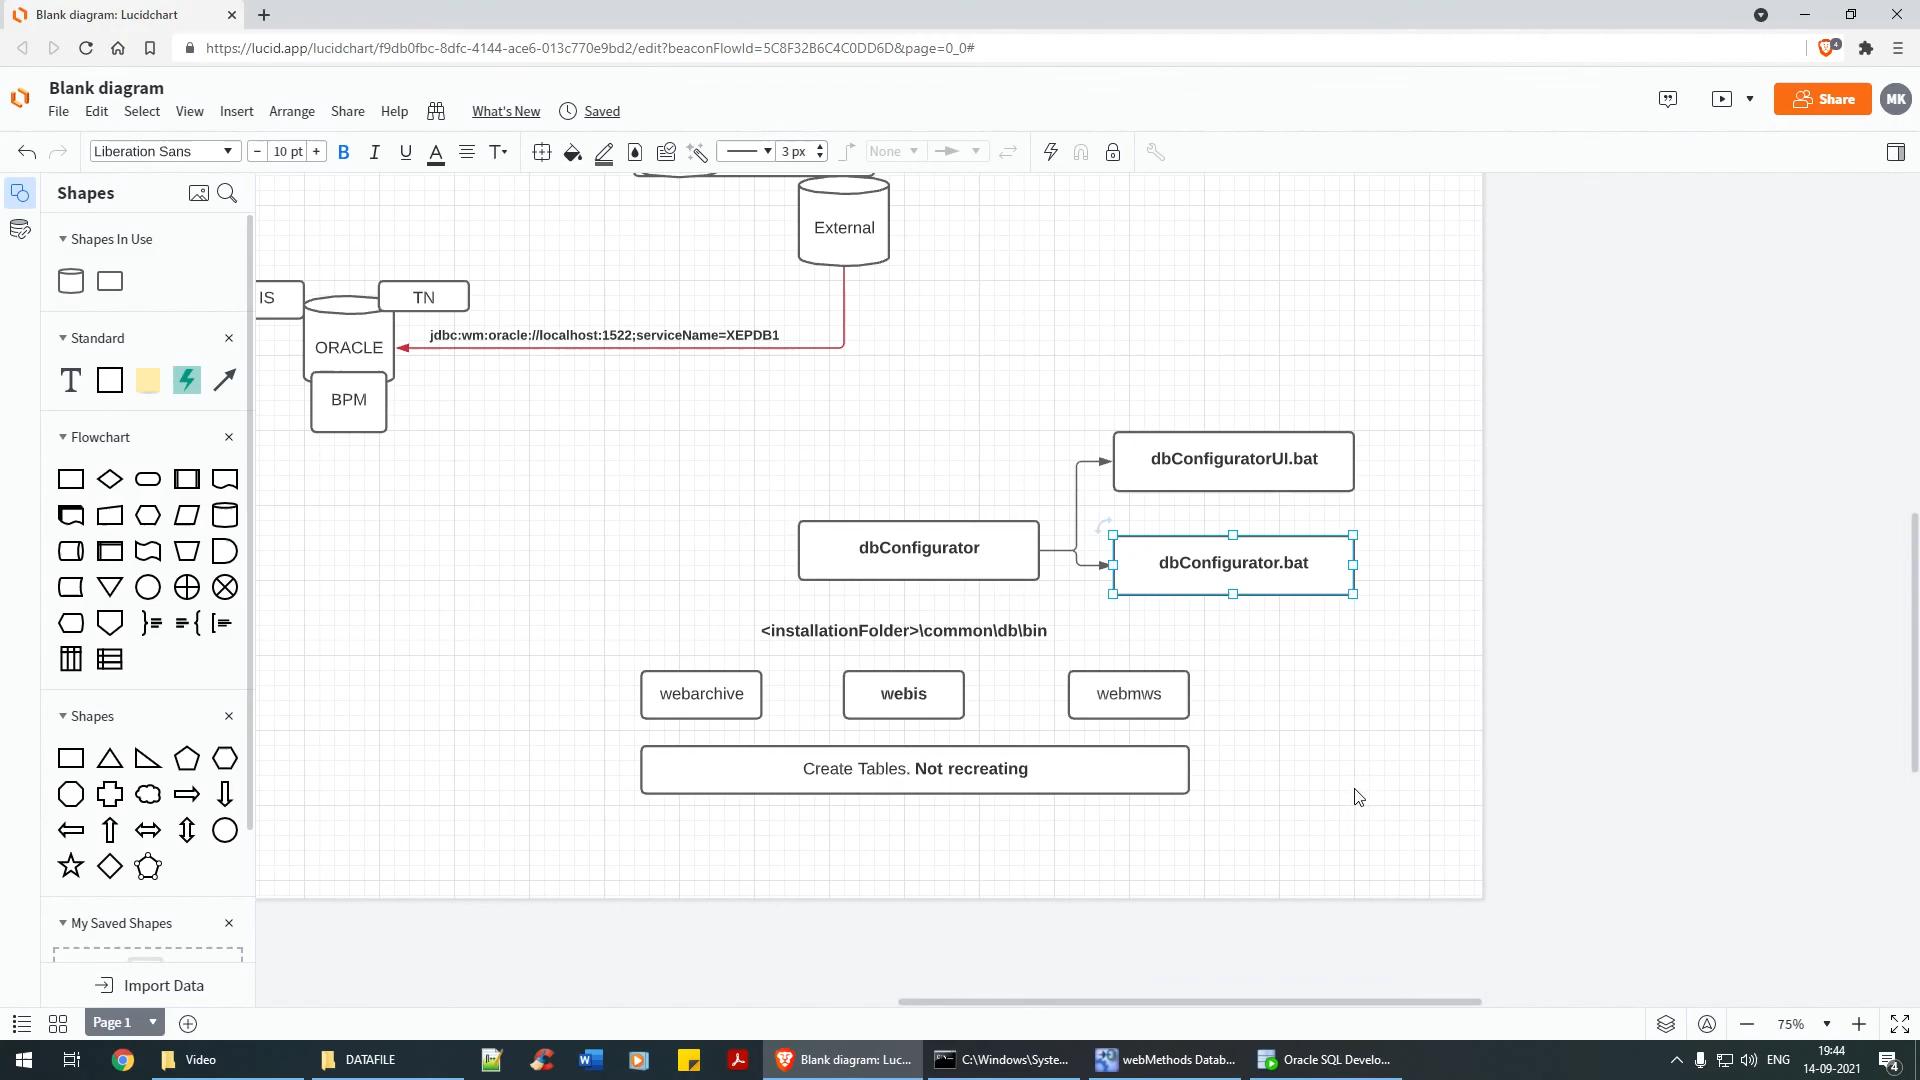 Blank diagram: Lucidchart
https://lucid.app/lucidchart/f9db0fbc-8dfc-4144-ace6-013c770e9bd2/edit?beaconFlowId=5C8F32B6C4C0DD6D&page=0_0#
4
Blank diagram
File Edit Select View Insert Arrange Share Help What's New Saved
Share MK
Liberation Sans 10 pt B I U A T 3 px None
Shapes
Shapes In Use
Standard
T
Flowchart
Shapes
My Saved Shapes
Import Data
External
IS TN
jdbc:wm:oracle://localhost:1522;serviceName=XEPDB1
ORACLE
BPM
dbConfiguratorUI.bat
dbConfigurator
dbConfigurator.bat
<installationFolder>\common\db\bin
webarchive webis webmws
Create Tables. Not recreating
Page 1 75%
Video DATAFILE Blank diagram: Luc... C:\Windows\Syste... webMethods Datab... Oracle SQL Develo... ENG 19:44
14-09-2021 4